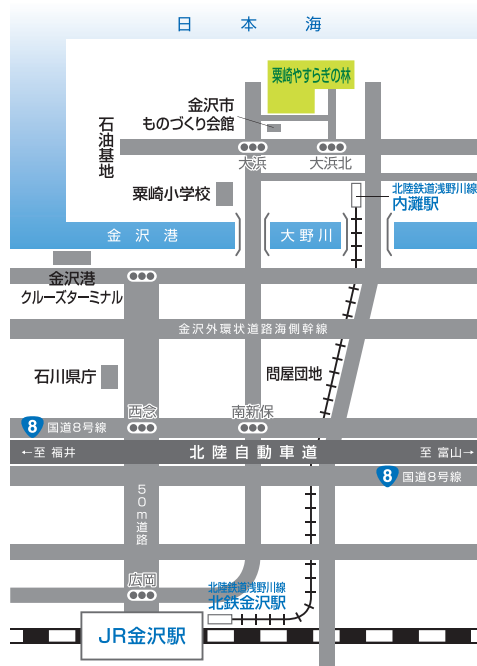 日本海
粟崎やすらぎの林
金沢市
ものづくり会館
石油基地
大浜
大浜北
粟崎小学校
北陸鉄道浅野川線
内灘駅
金沢港
大野川
金沢港
クルーズターミナル
金沢外環状道路海側幹線
石川県庁
問屋団地
西念
南新保
8 国道8号線
←至 福井
北陸自動車道
至 富山→
8 国道8号線
50m道路
広岡
北陸鉄道浅野川線
北鉄金沢駅
JR金沢駅